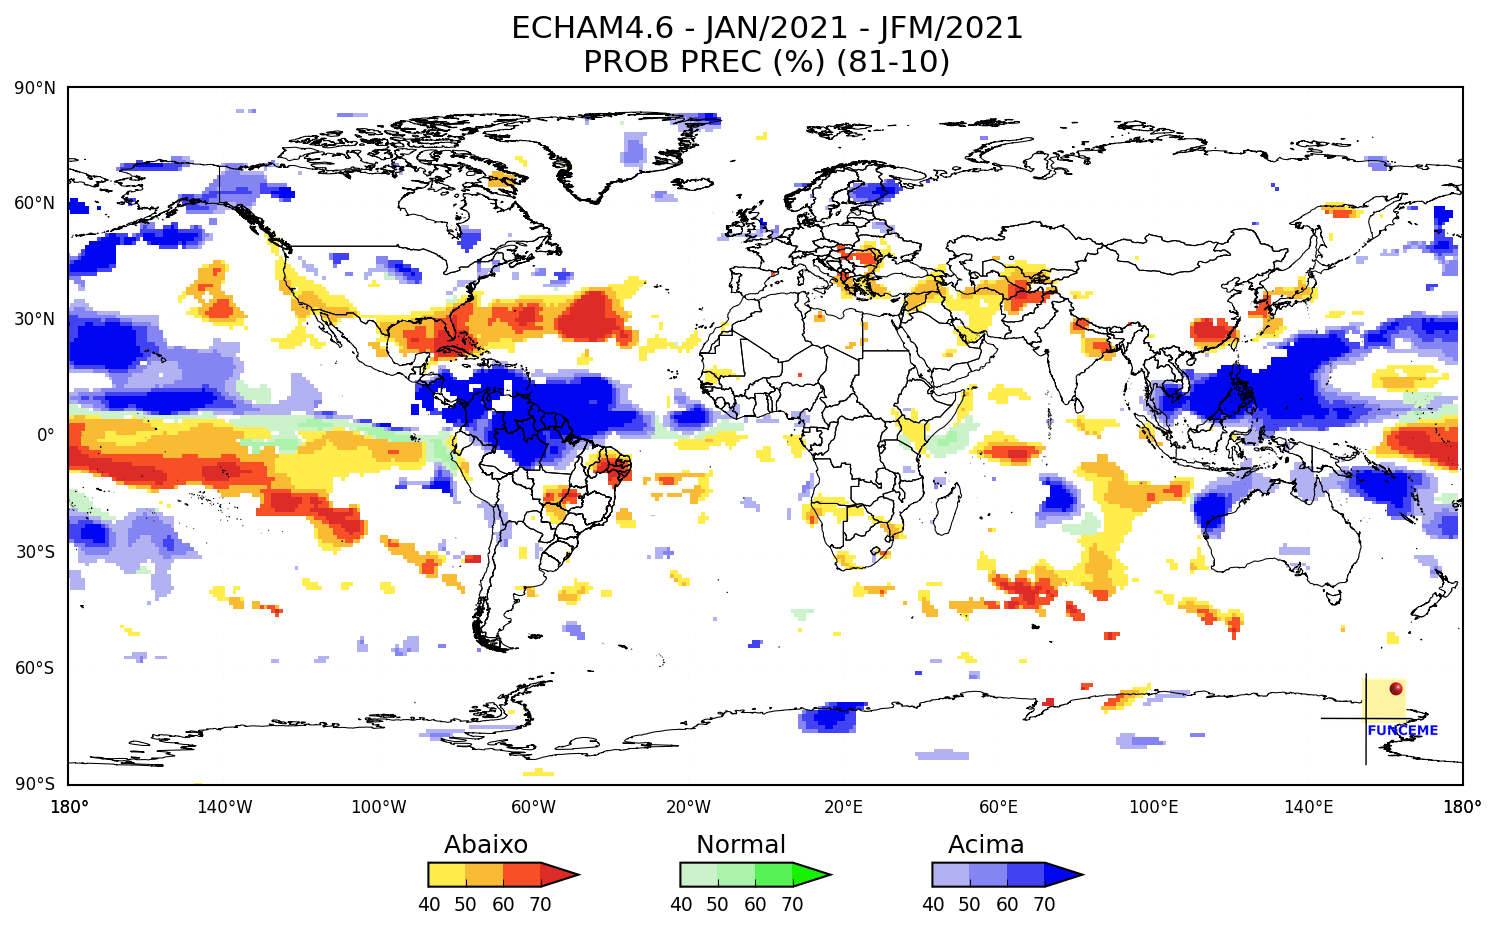 ECHAM4.6 - JAN/2021 - JFM/2021
PROB PREC (%) (81-10)
90°N
60°N
30°N
0°
30°S
60°S
90°S
FUNCEME
180° 140°W 100°W 60°W 20°W 20°E 60°E 100°E 140°E 180°
Abaixo Normal Acima
40 50 60 70 40 50 60 70 40 50 60 70